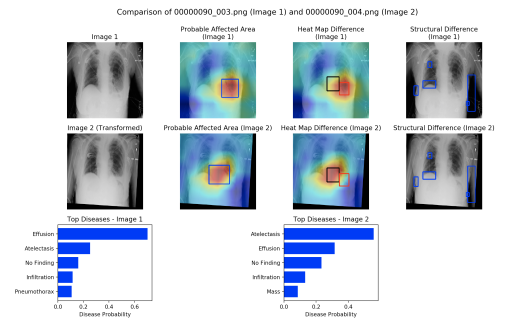 Comparison of 00000090_003.png (Image 1) and 00000090_004.png (Image 2)
Image 1
Probable Affected Area
(Image 1)
Heat Map Difference
(Image 1)
Structural Difference
(Image 1)
Image 2 (Transformed)
Probable Affected Area (Image 2)
Heat Map Difference (Image 2)
Structural Difference (Image 2)
Top Diseases - Image 1
Effusion
Atelectasis
No Finding
Infiltration
Pneumothorax
0.0 0.2 0.4 0.6
Disease Probability
Top Diseases - Image 2
Atelectasis
Effusion
No Finding
Infiltration
Mass
0.0 0.2 0.4
Disease Probability